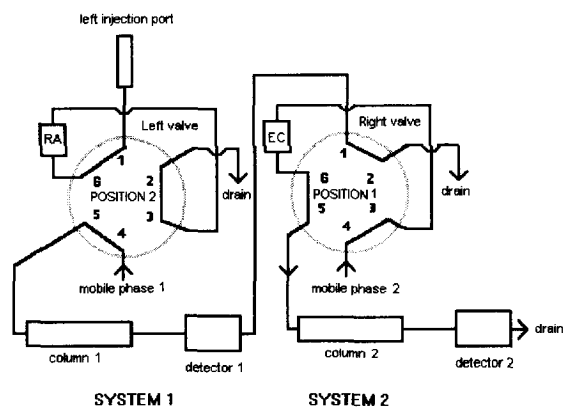 left injection port
RA
Left valve
1
6
2
POSITION 2
5
3
4
drain
mobile phase 1
column 1
detector 1
SYSTEM 1
EC
Right valve
1
6
2
POSITION 1
5
3
4
drain
mobile phase 2
column 2
detector 2
drain
SYSTEM 2